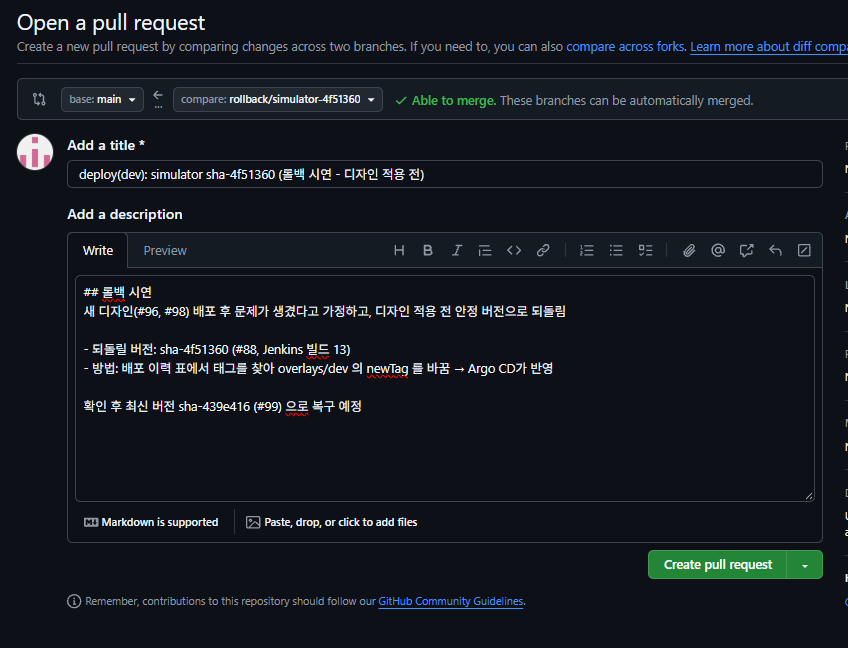 Open a pull request
Create a new pull request by comparing changes across two branches. If you need to, you can also compare across forks. Learn more about diff
base: main
compare: rollback/simulator-4f51360
Able to merge. These branches can be automatically merged.
Add a title *
deploy(dev): simulator sha-4f51360 (롤백 시연 - 디자인 적용 전)
Add a description
Write
Preview
## 롤백 시연
새 디자인(#96, #98) 배포 후 문제가 생겼다고 가정하고, 디자인 적용 전 안정 버전으로 되돌림
- 되돌릴 버전: sha-4f51360 (#88, Jenkins 빌드 13)
- 방법: 배포 이력 표에서 태그를 찾아 overlays/dev 의 newTag 를 바꿈 → Argo CD가 반영
확인 후 최신 버전 sha-439e416 (#99) 으로 복구 예정
Markdown is supported
Paste, drop, or click to add files
Create pull request
Remember, contributions to this repository should follow our GitHub Community Guidelines.